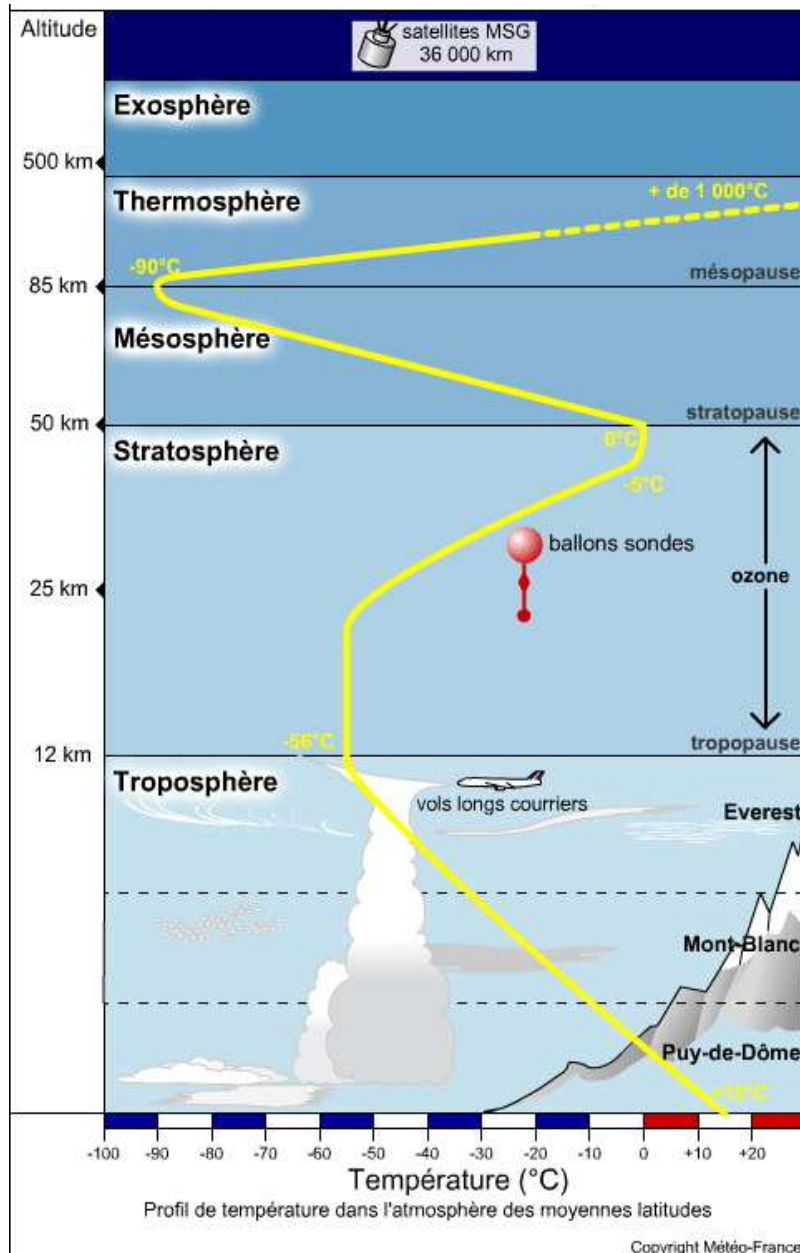 Altitude
satellites MSG
36 000 km
Exosphère
500 km
Thermosphère
+ de 1 000°C
-90°C
mésopause
85 km
Mésosphère
stratopause
50 km
0°C
Stratosphère
-5°C
ballons sondes
25 km
ozone
-56°C
tropopause
12 km
Troposphère
vols longs courriers
Everest
Mont-Blanc
Puy-de-Dôme
+15°C
-100 -90 -80 -70 -60 -50 -40 -30 -20 -10 0 +10 +20
Température (°C)
Profil de température dans l'atmosphère des moyennes latitudes
Copyright Météo-France